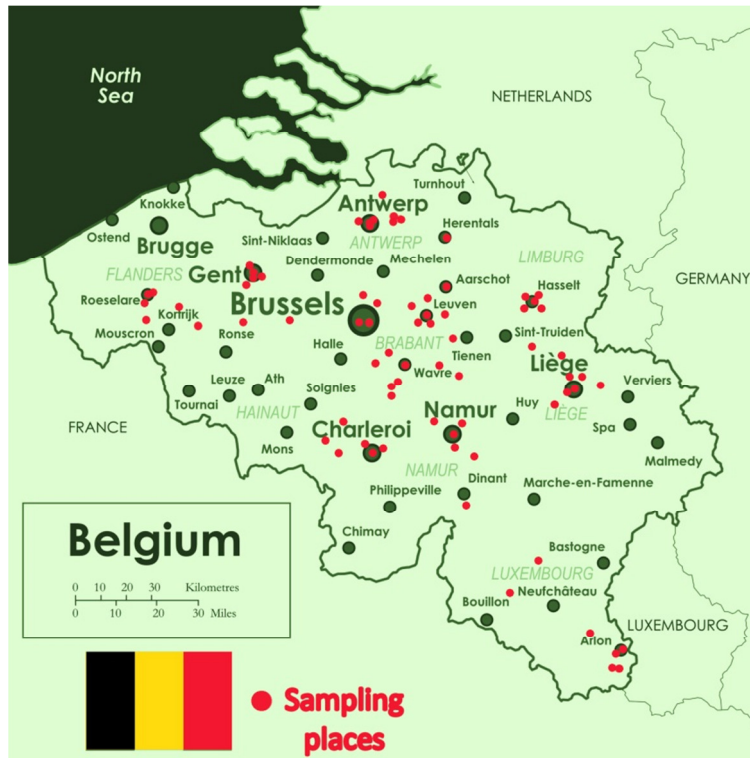 North
Sea
NETHERLANDS
Turnhout
Knokke
Antwerp
Ostend
Brugge
Sint-Niklaas
ANTWERP
Herentals
FLANDERS
Gent
Dendermonde
Mechelen
LIMBURG
GERMANY
Roeselare
Brussels
Aarschot
Hasselt
Leuven
Kortrijk
Mouscron
Ronse
Halle
BRABANT
Tienen
Sint-Truiden
Liège
Wavre
Tournai
Leuze
Ath
Soignies
HAINAUT
Verviers
FRANCE
Mons
Charleroi
Namur
Huy
LIÈGE
Spa
Malmedy
NAMUR
Philippeville
Dinant
Marche-en-Famenne
Chimay
Bastogne
LUXEMBOURG
Neufchâteau
Bouillon
Arlon
LUXEMBOURG
Belgium
0 10 20 30 Kilometres
0 10 20 30 Miles
Sampling
places